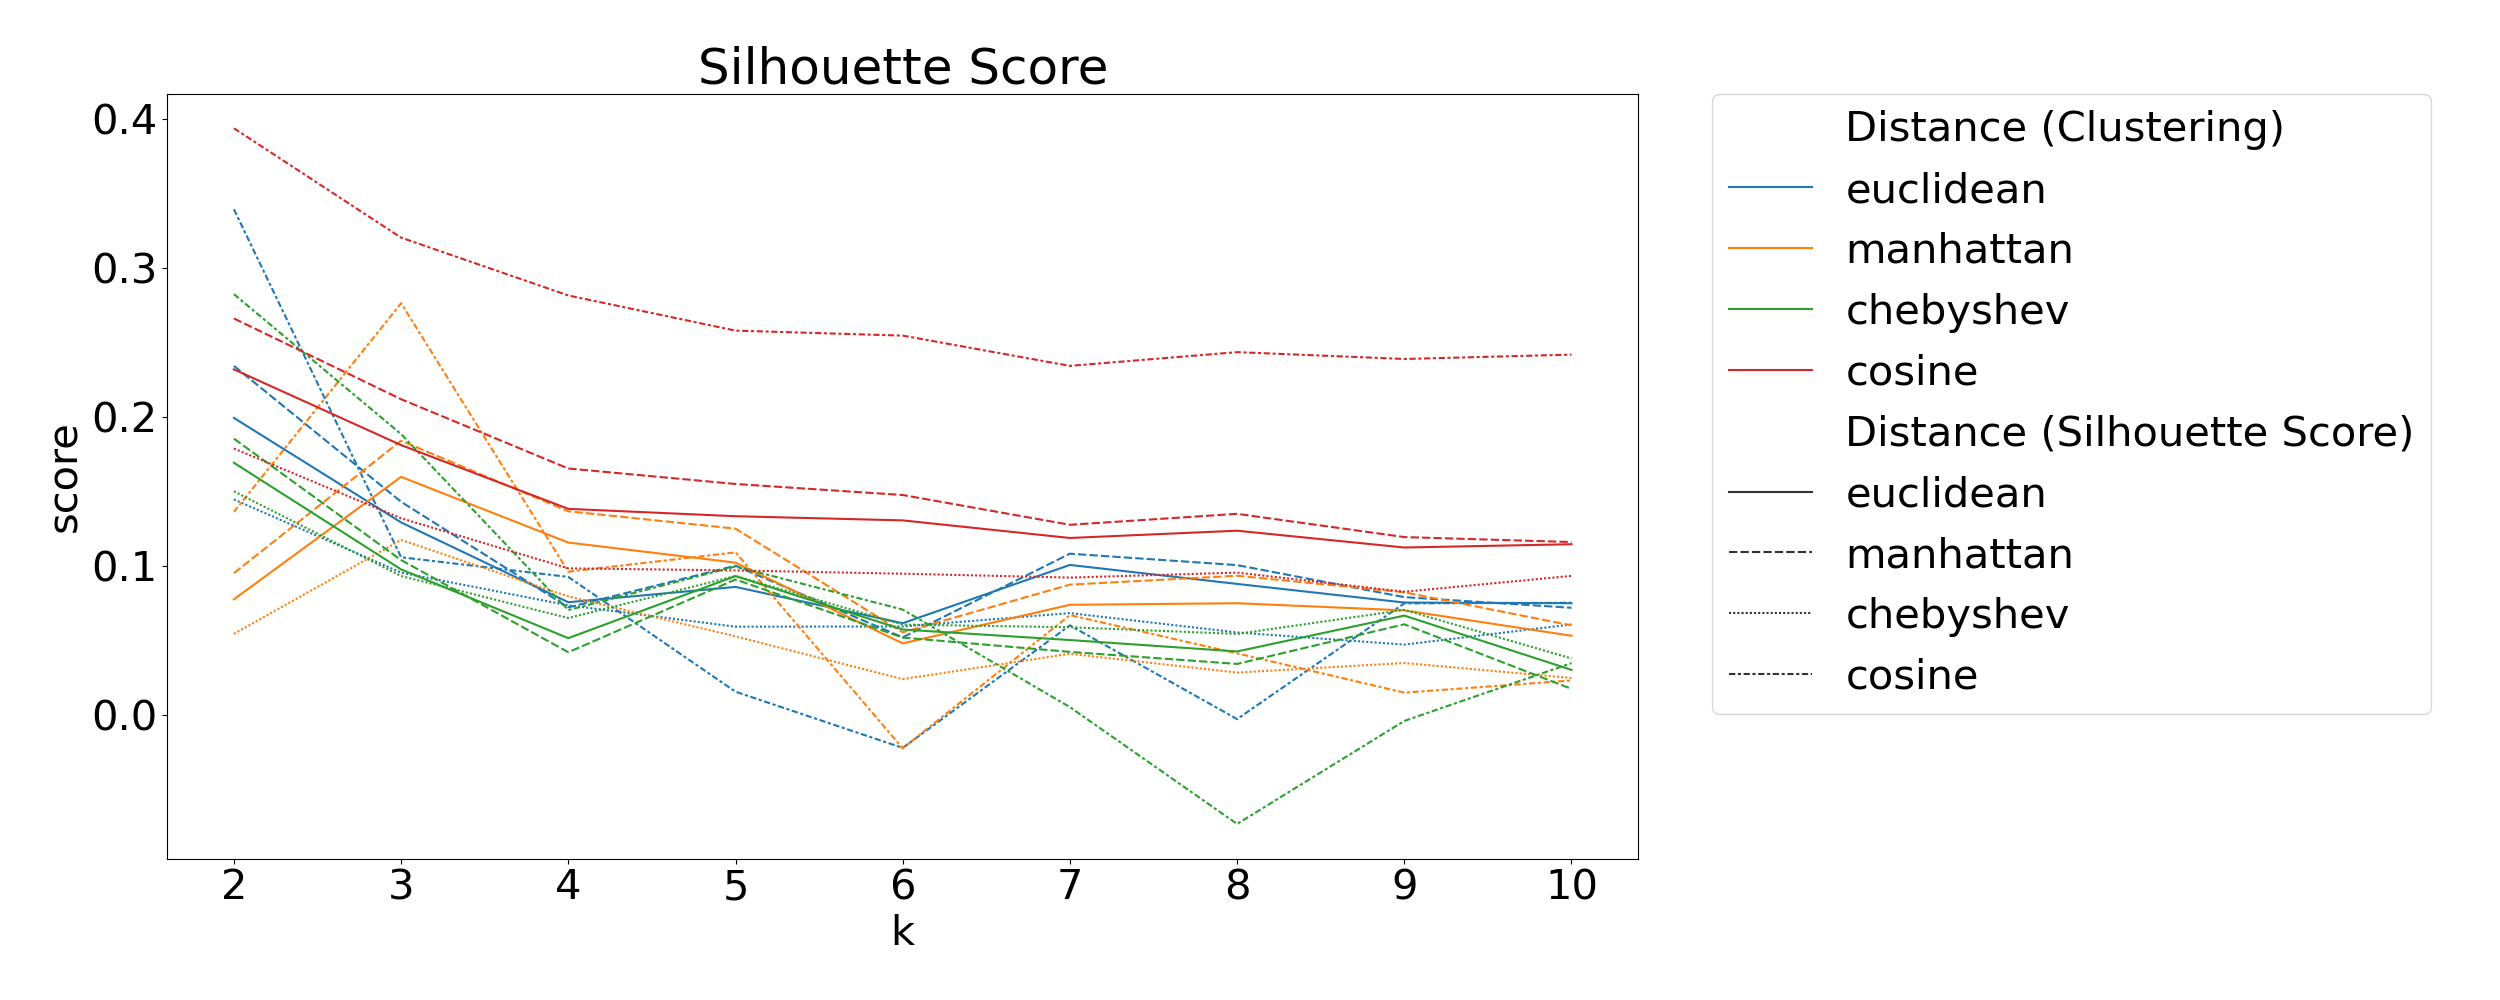 Silhouette Score
0.4
0.3
0.2
0.1
0.0
score
2 3 4 5 6 7 8 9 10
k
Distance (Clustering)
euclidean
manhattan
chebyshev
cosine
Distance (Silhouette Score)
euclidean
manhattan
chebyshev
cosine